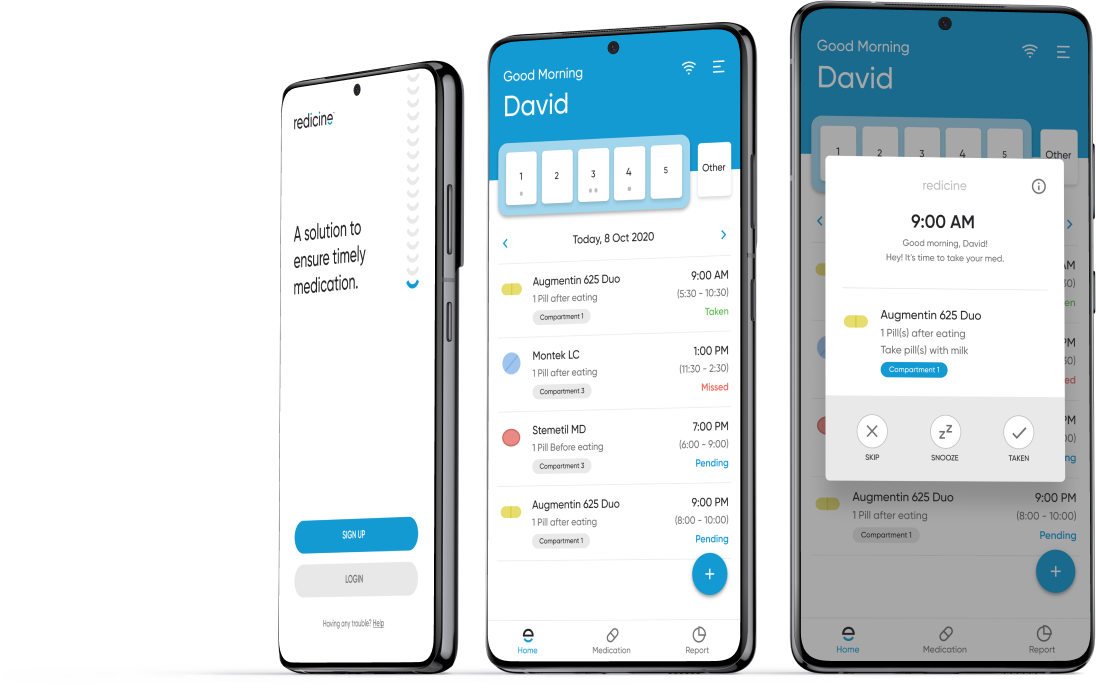 redicine
A solution to
ensure timely
medication.
SIGN UP
LOGIN
Having any trouble? Help
Good Morning
David
1
2
3
4
5
Other
Today, 8 Oct 2020
Augmentin 625 Duo
9:00 AM
1 Pill after eating
(5:30 - 10:30)
Compartment 1
Taken
Montek LC
1:00 PM
1 Pill after eating
(11:30 - 2:30)
Compartment 3
Missed
Stemetil MD
7:00 PM
1 Pill Before eating
(6:00 - 9:00)
Compartment 3
Pending
Augmentin 625 Duo
9:00 PM
1 Pill after eating
(8:00 - 10:00)
Compartment 1
Pending
+
Home
Medication
Report
Good Morning
David
1
2
3
4
5
Other
redicine
9:00 AM
Good morning, David!
Hey! It's time to take your med.
Augmentin 625 Duo
1 Pill(s) after eating
Take pill(s) with milk
Compartment 1
SKIP
zZ
SNOOZE
TAKEN
Augmentin 625 Duo
9:00 PM
1 Pill after eating
(8:00 - 10:00)
Compartment 1
Pending
+
Home
Medication
Report